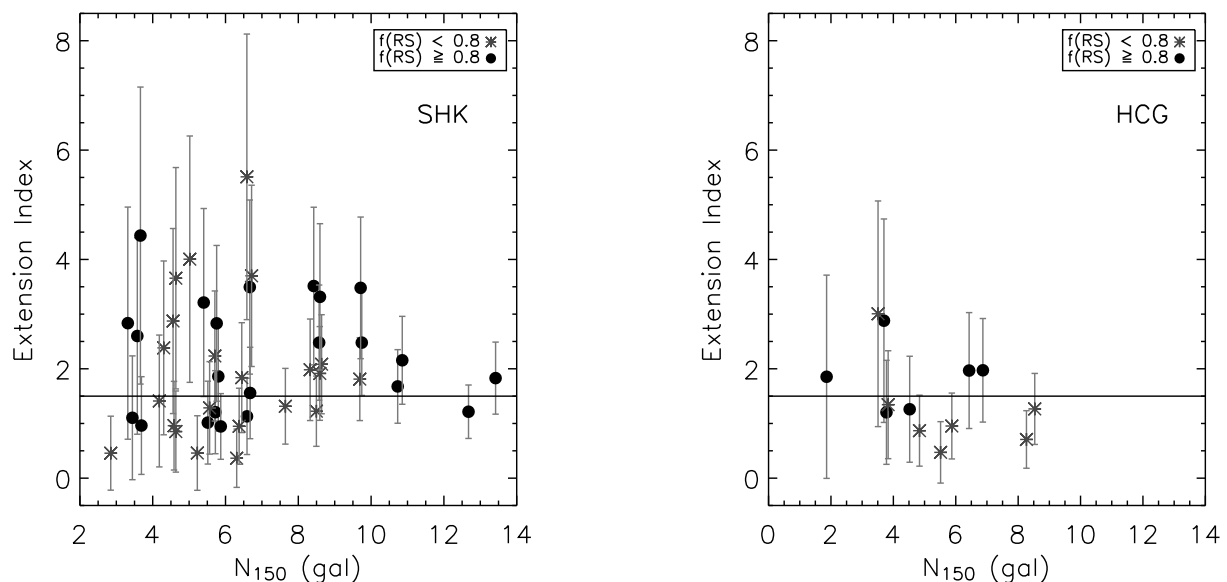 f(RS) < 0.8
f(RS) ≧ 0.8
SHK
Extension Index
8
6
4
2
0
2 4 6 8 10 12 14
N150 (gal)
f(RS) < 0.8
f(RS) ≧ 0.8
HCG
Extension Index
8
6
4
2
0
0 2 4 6 8 10 12 14
N150 (gal)